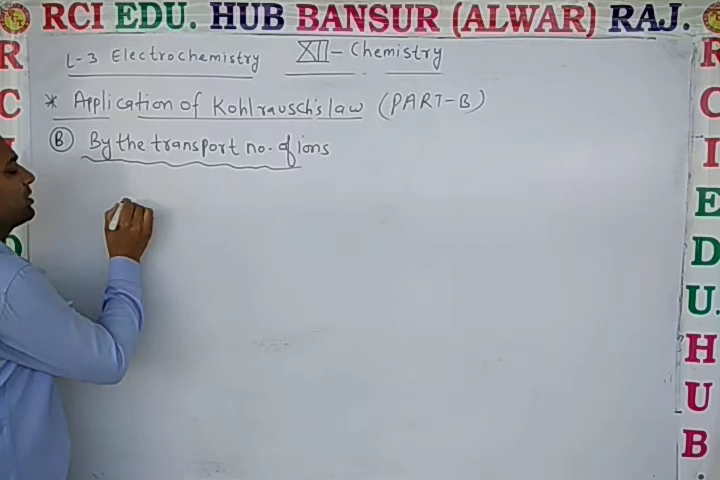 RCI EDU. HUB BANSUR (ALWAR) RAJ.
L-3 Electrochemistry XII-Chemistry
* Application of Kohlrausch's law (PART-B)
(B) By the transport no. of ions
R
C
R
C
I
E
D
U.
H
U
B